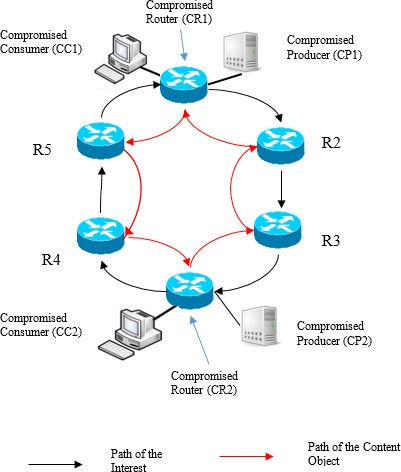 Compromised
Router (CR1)
Compromised
Consumer (CC1)
Compromised
Producer (CP1)
R5
R2
R4
R3
Compromised
Consumer (CC2)
Compromised
Producer (CP2)
Compromised
Router (CR2)
Path of the
Interest
Path of the Content
Object